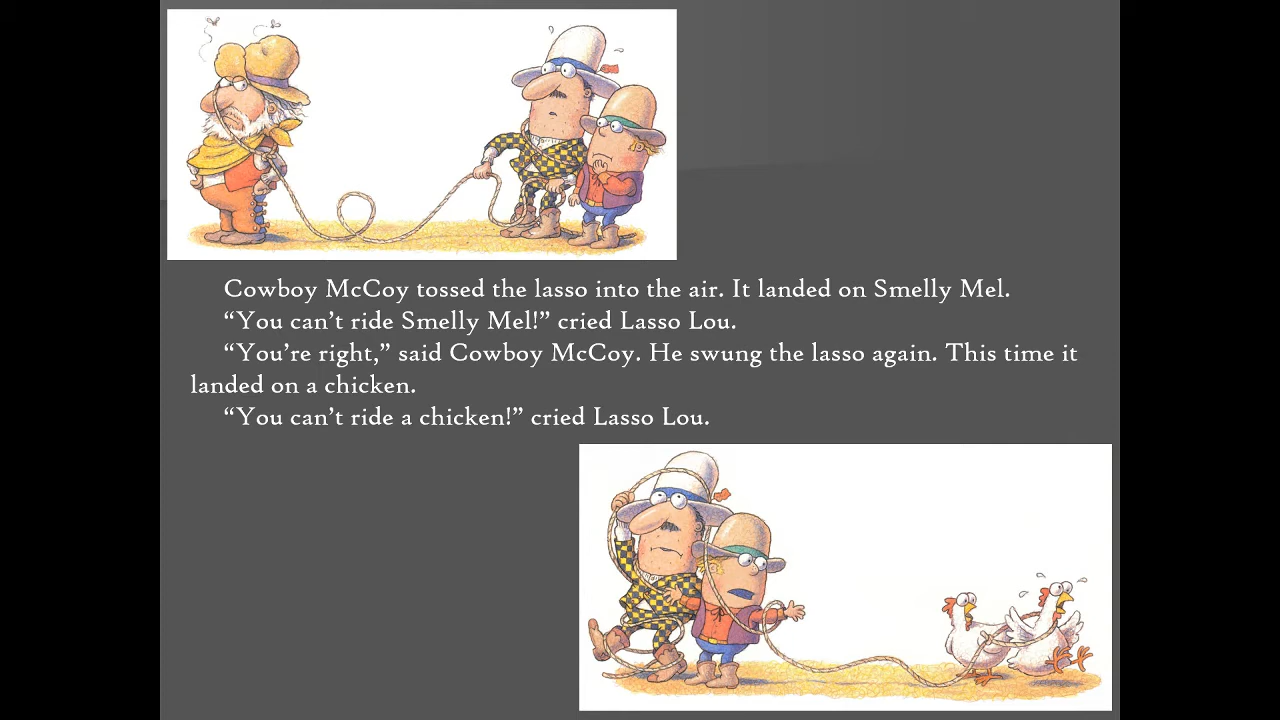 Cowboy McCoy tossed the lasso into the air. It landed on Smelly Mel.
“You can’t ride Smelly Mel!” cried Lasso Lou.
“You’re right,” said Cowboy McCoy. He swung the lasso again. This time it
landed on a chicken.
“You can’t ride a chicken!” cried Lasso Lou.